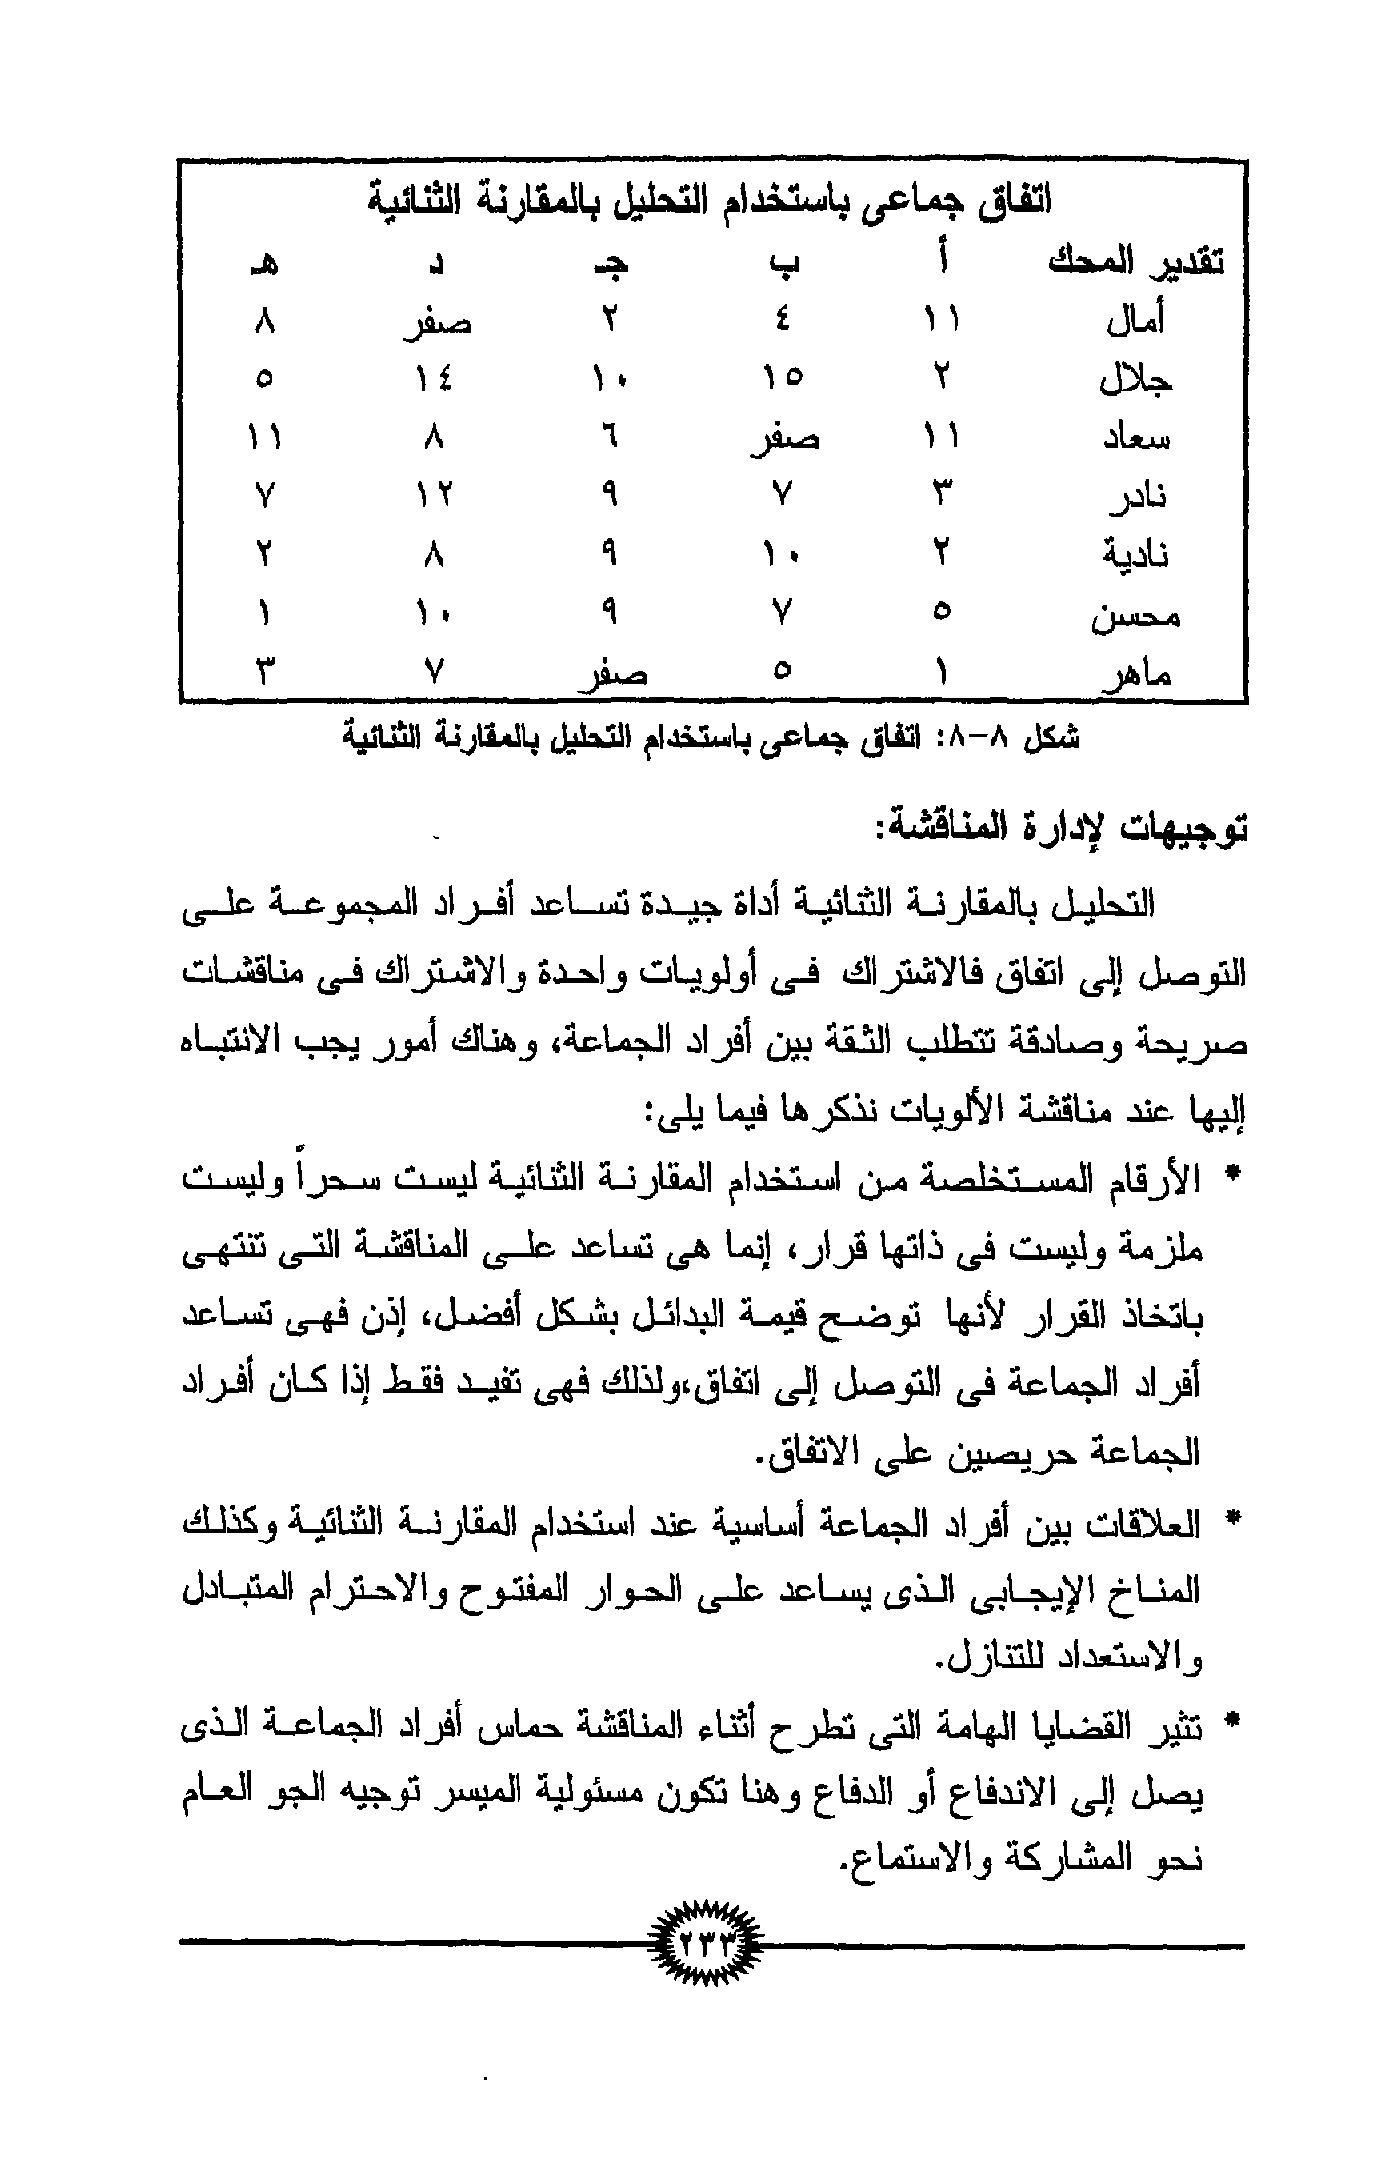 اتفاق جماعى باستخدام التحليل بالمقارنة الثنائية
تقدير المحك أ ب جـ د هـ
أمال ١١ ٤ ٢ صفر ٨
جلال ٢ ١٥ ١٠ ١٤ ٥
سعاد ١١ صفر ٦ ٨ ١١
نادر ٣ ٧ ٩ ١٢ ٧
نادية ٢ ١٠ ٩ ٨ ٢
محسن ٥ ٧ ٩ ١٠ ١
ماهر ١ ٥ صفر ٧ ٣
شكل ٨-٨: اتفاق جماعى باستخدام التحليل بالمقارنة الثنائية
توجيهات لإدارة المناقشة:
التحليل بالمقارنة الثنائية أداة جيدة تساعد أفراد المجموعة على
التوصل إلى اتفاق فالاشتراك فى أولويات واحدة والاشتراك فى مناقشات
صريحة وصادقة تتطلب الثقة بين أفراد الجماعة، وهناك أمور يجب الانتباه
إليها عند مناقشة الألويات نذكرها فيما يلى:
* الأرقام المستخلصة من استخدام المقارنة الثنائية ليست سحراً وليست
ملزمة وليست فى ذاتها قرار، إنما هى تساعد على المناقشة التى تنتهى
باتخاذ القرار لأنها توضح قيمة البدائل بشكل أفضل، إذن فهى تساعد
أفراد الجماعة فى التوصل إلى اتفاق،ولذلك فهى تفيد فقط إذا كان أفراد
الجماعة حريصين على الاتفاق.
* العلاقات بين أفراد الجماعة أساسية عند استخدام المقارنة الثنائية وكذلك
المناخ الإيجابى الذى يساعد على الحوار المفتوح والاحترام المتبادل
والاستعداد للتنازل.
* تثير القضايا الهامة التى تطرح أثناء المناقشة حماس أفراد الجماعة الذى
يصل إلى الاندفاع أو الدفاع وهنا تكون مسئولية الميسر توجيه الجو العام
نحو المشاركة والاستماع.
٢٣٣